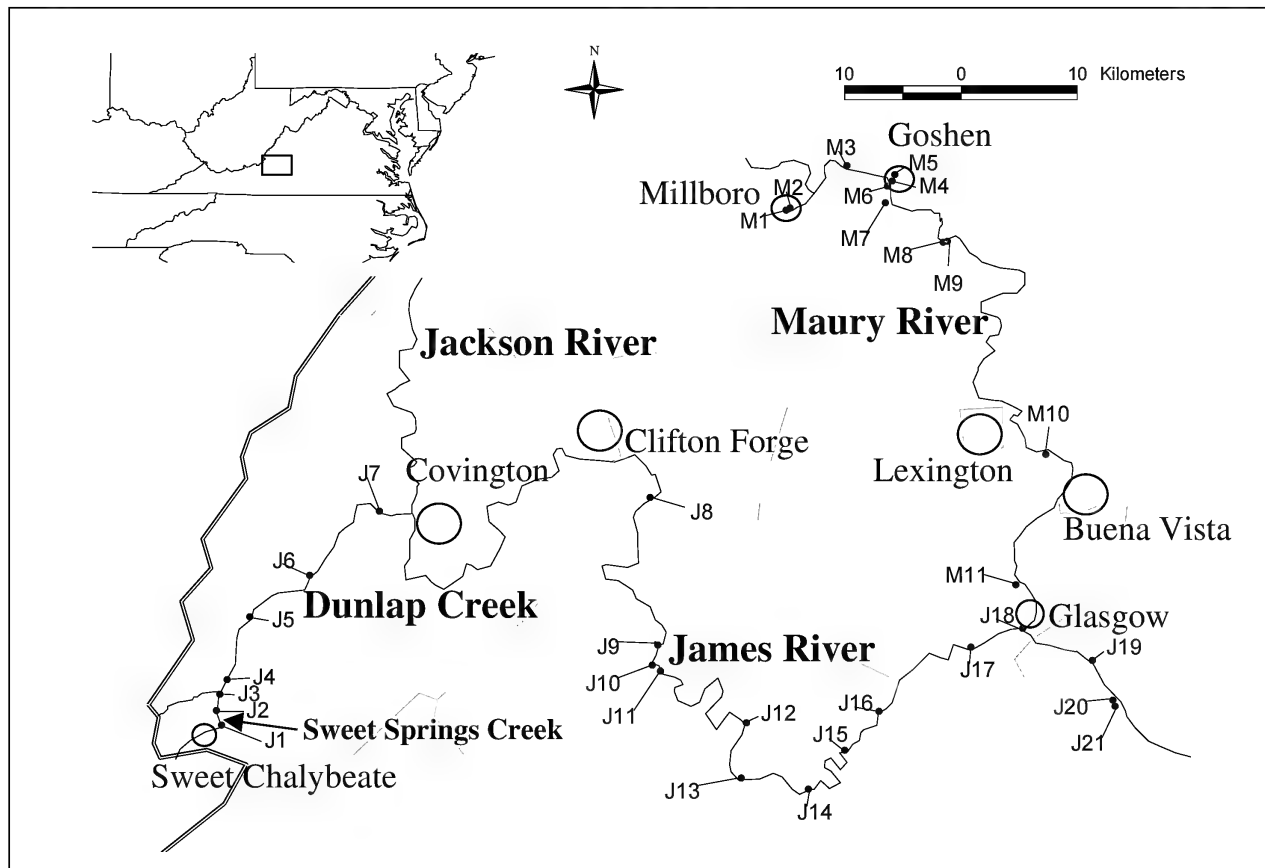 N
10 0 10 Kilometers
Goshen
M3
M5
M4
M6
Millboro
M2
M1
M7
M8
M9
Maury River
Jackson River
M10
Clifton Forge
Lexington
Covington
J7
J8
Buena Vista
J6
M11
Dunlap Creek
J5
J18
Glasgow
J9
James River
J17
J19
J10
J4
J3
J11
J2
Sweet Springs Creek
J1
J12
J16
J20
J15
J21
Sweet Chalybeate
J13
J14